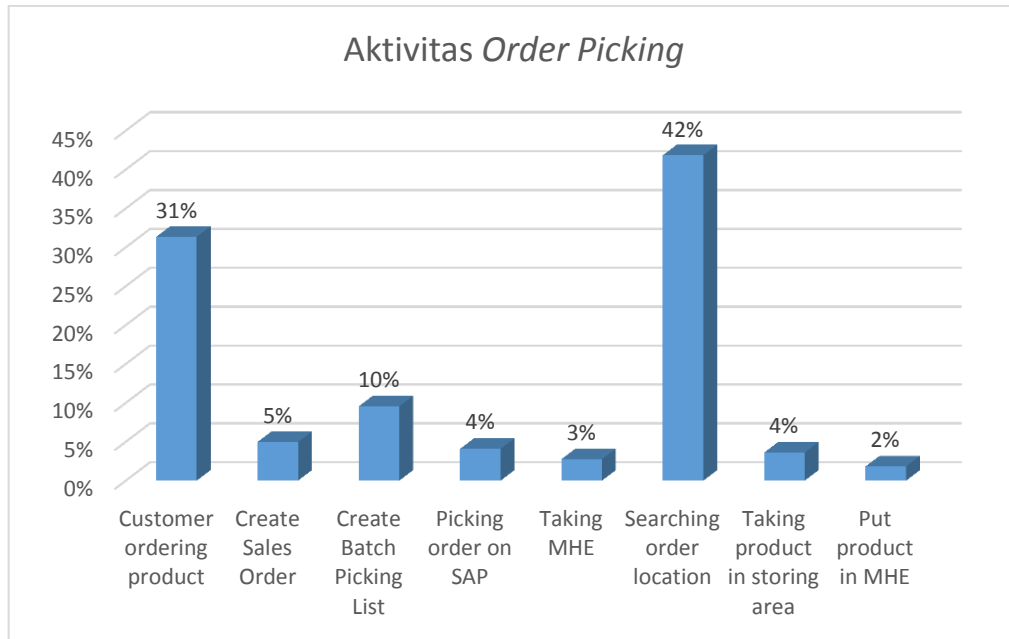 Aktivitas Order Picking
45%
40%
35%
30%
25%
20%
15%
10%
5%
0%
31%
5%
10%
4%
3%
42%
4%
2%
Customer
ordering
product
Create
Sales
Order
Create
Batch
Picking
List
Picking
order on
SAP
Taking
MHE
Searching
order
location
Taking
product
in storing
area
Put
product
in MHE